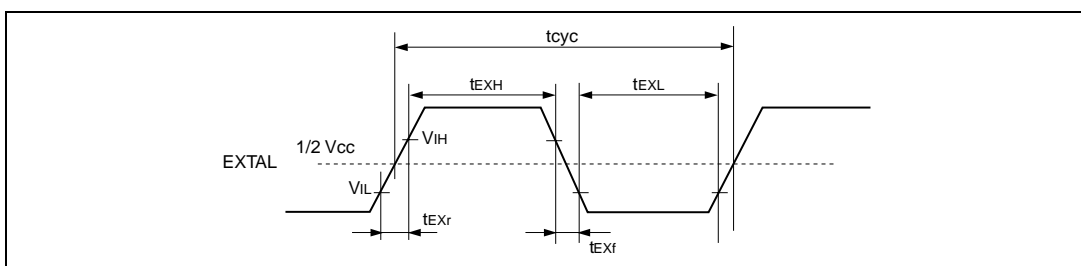 tcyc
tEXH
tEXL
VIH
1/2 Vcc
EXTAL
VIL
tEXr
tEXf